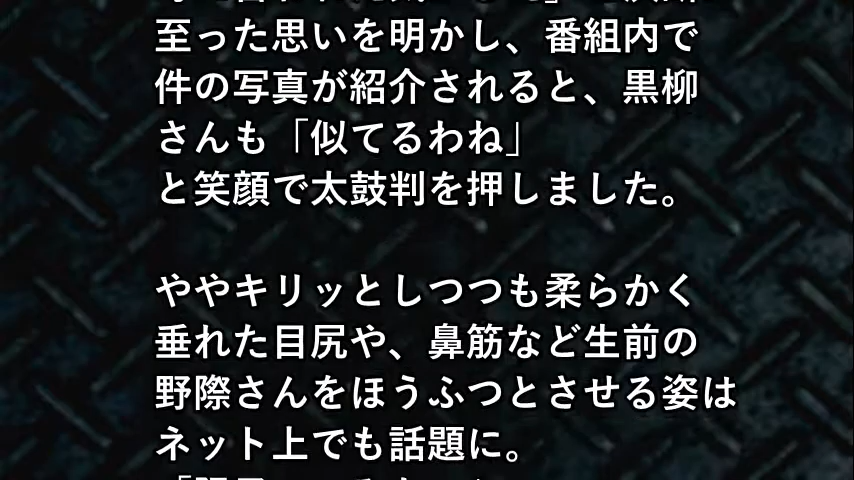 至った思いを明かし、番組内で
件の写真が紹介されると、黒柳
さんも「似てるわね」
と笑顔で太鼓判を押しました。
ややキリッとしつつも柔らかく
垂れた目尻や、鼻筋など生前の
野際さんをほうふつとさせる姿は
ネット上でも話題に。